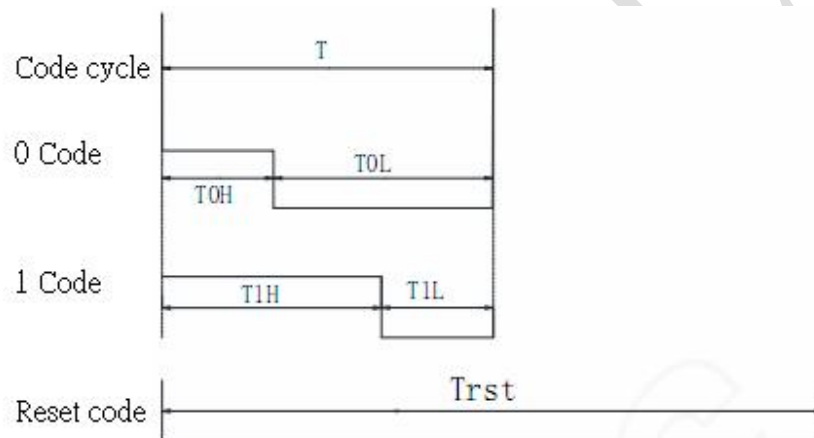 T
Code cycle
0 Code
T0L
T0H
1 Code
T1H
T1L
Trst
Reset code